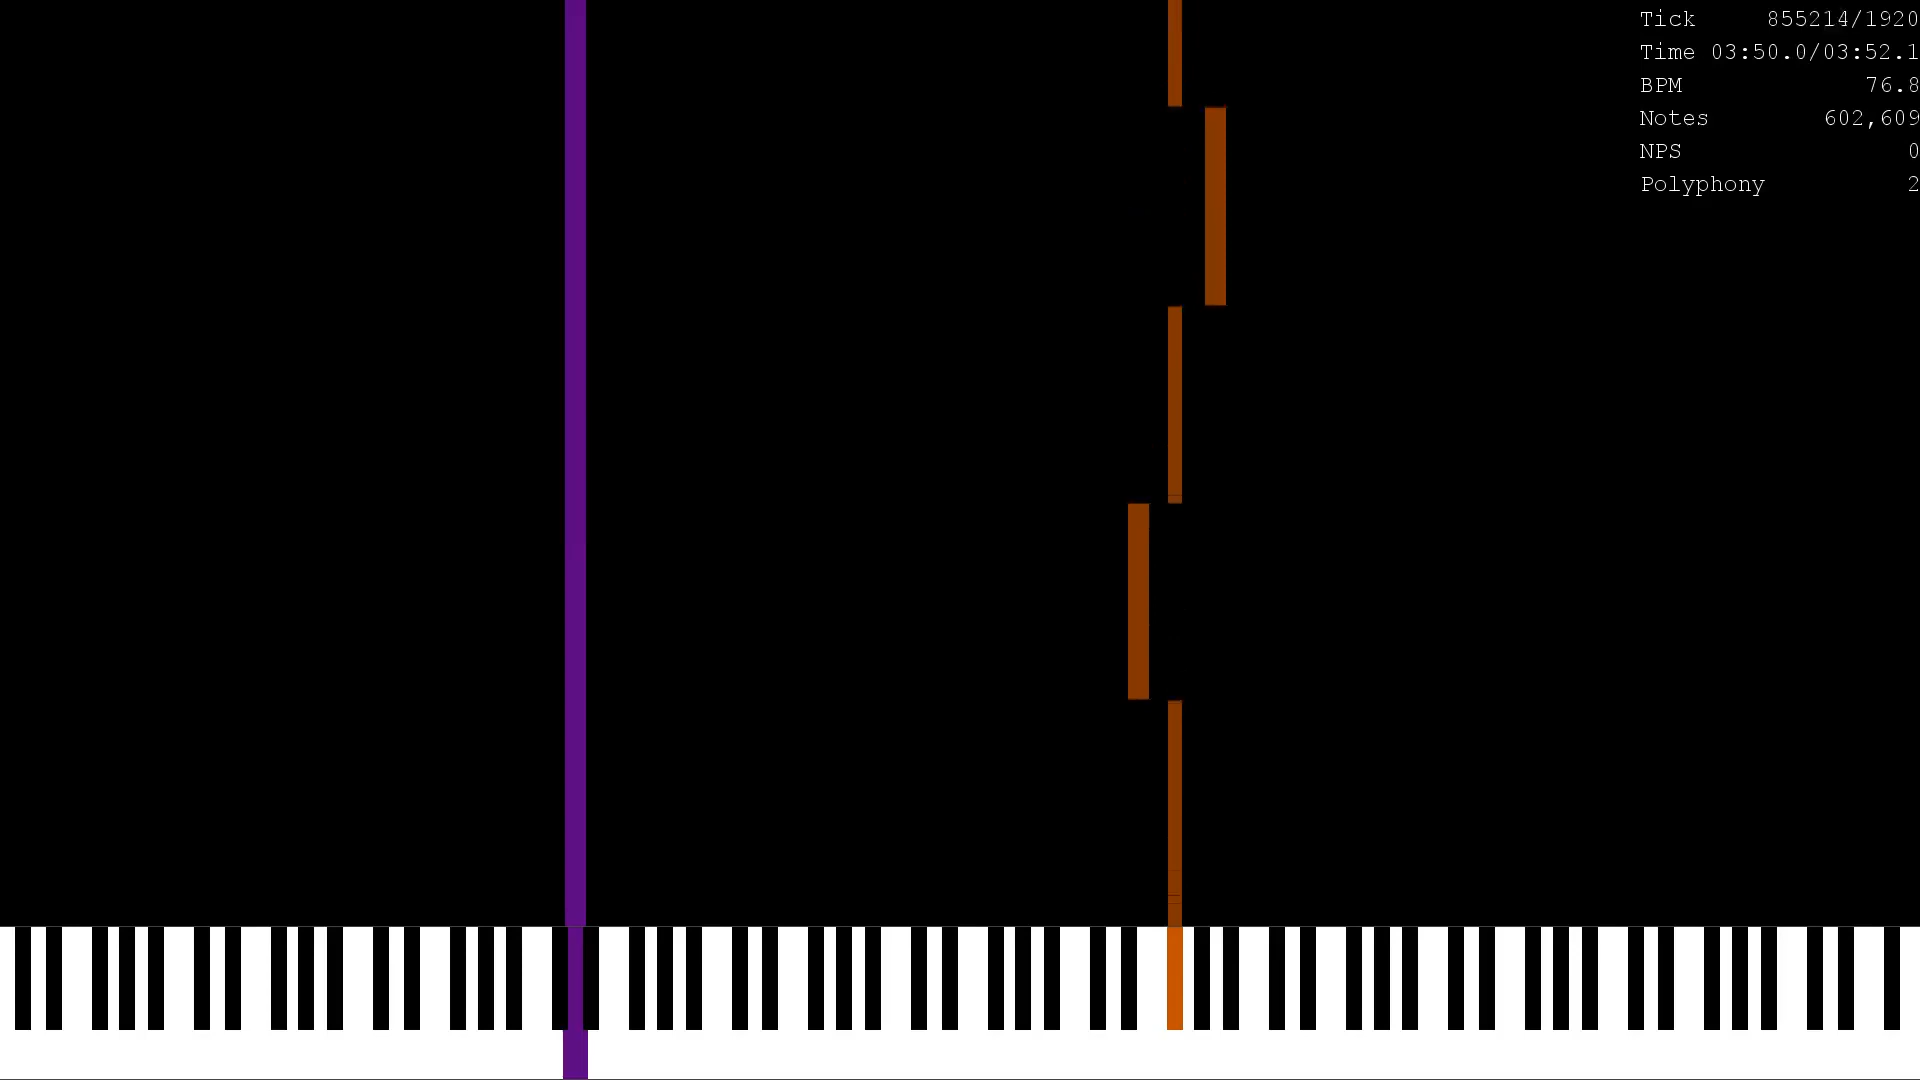 Tick 855214/1920
Time 03:50.0/03:52.1
BPM 76.8
Notes 602,609
NPS 0
Polyphony 2